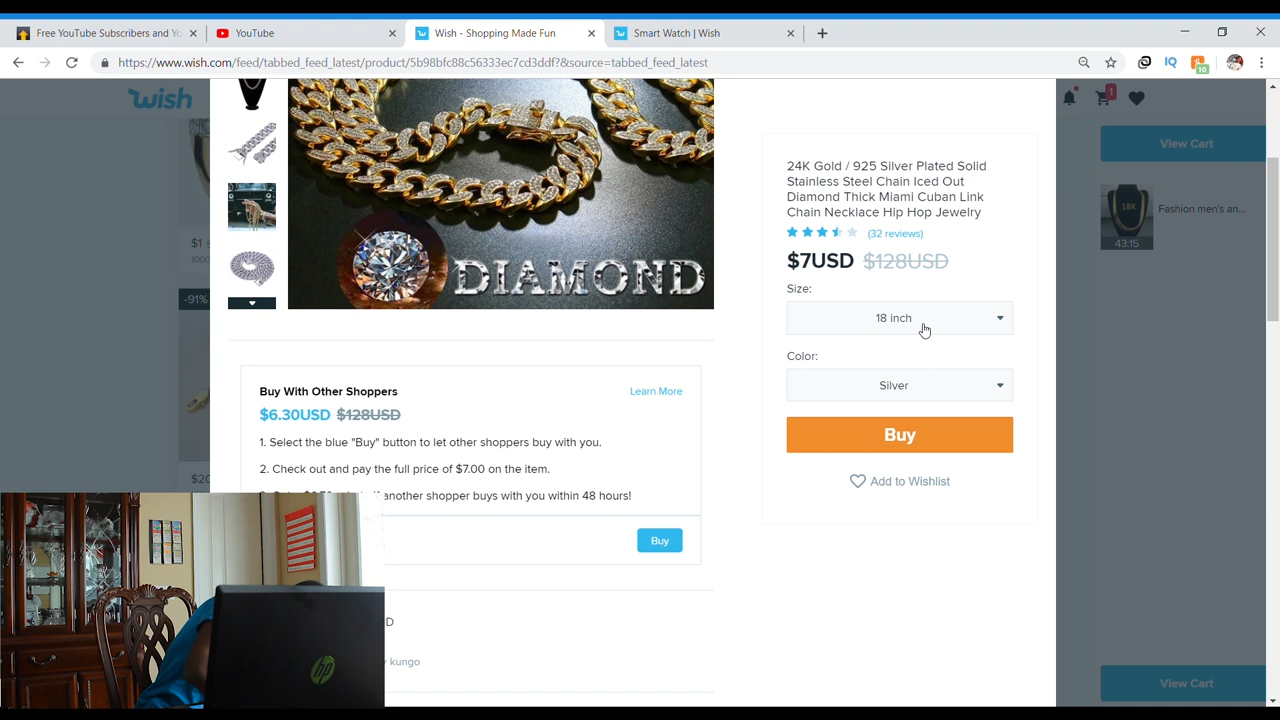 Free YouTube Subscribers and Yo
YouTube
Wish - Shopping Made Fun
Smart Watch | Wish
https://www.wish.com/feed/tabbed_feed_latest/product/5b98bfc88c56333ec7cd3ddf?&source=tabbed_feed_latest
IQ
10
wish
1
View Cart
DIAMOND
24K Gold / 925 Silver Plated Solid
Stainless Steel Chain Iced Out
Diamond Thick Miami Cuban Link
Chain Necklace Hip Hop Jewelry
(32 reviews)
$7USD $128USD
Size:
18 inch
Color:
Silver
Buy
Add to Wishlist
18K
43:15
Fashion men's an...
-91%
Buy With Other Shoppers
Learn More
$6.30USD $128USD
1. Select the blue "Buy" button to let other shoppers buy with you.
2. Check out and pay the full price of $7.00 on the item.
another shopper buys with you within 48 hours!
Buy
D
kungo
hp
View Cart